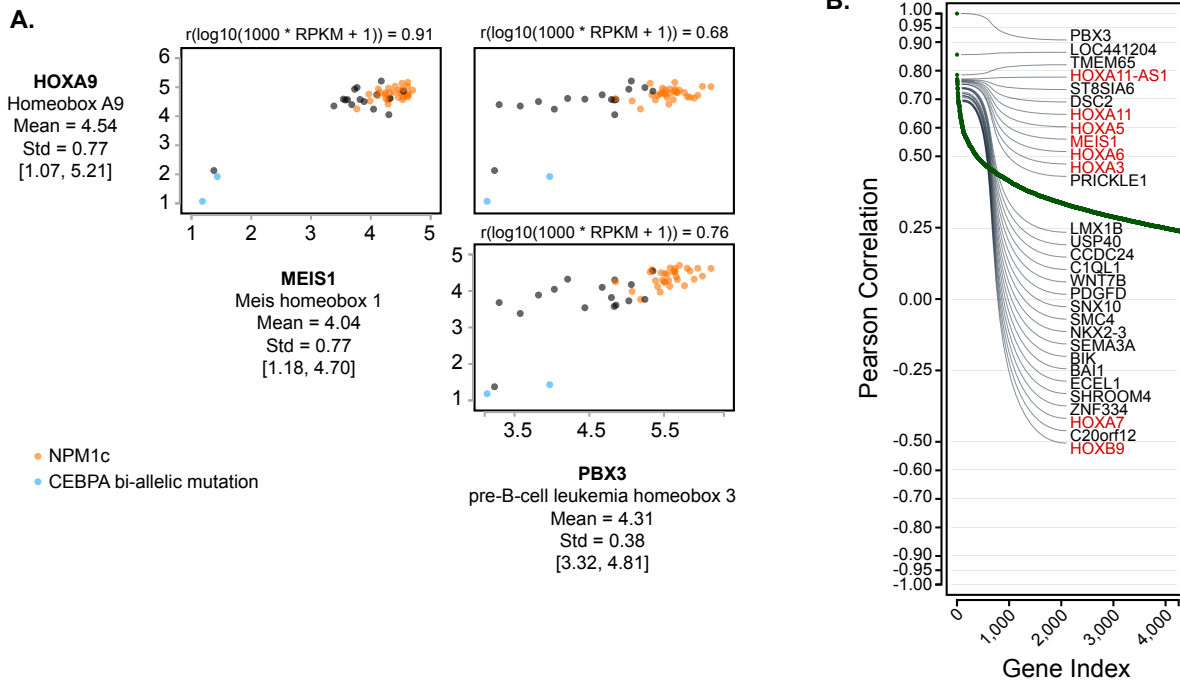 A.
r(log10(1000 * RPKM + 1)) = 0.91
r(log10(1000 * RPKM + 1)) = 0.68
HOXA9
Homeobox A9
Mean = 4.54
Std = 0.77
[1.07, 5.21]
6
5
4
3
2
1
1
2
3
4
5
r(log10(1000 * RPKM + 1)) = 0.76
MEIS1
Meis homeobox 1
Mean = 4.04
Std = 0.77
[1.18, 4.70]
5
4
3
2
1
3.5
4.5
5.5
NPM1c
CEBPA bi-allelic mutation
PBX3
pre-B-cell leukemia homeobox 3
Mean = 4.31
Std = 0.38
[3.32, 4.81]
B.
Pearson Correlation
1.00
0.95
0.90
0.80
0.70
0.60
0.50
0.25
0.00
-0.25
-0.50
-0.60
-0.70
-0.80
-0.90
-0.95
-1.00
PBX3
LOC441204
TMEM65
HOXA11-AS1
ST8SIA6
DSC2
HOXA11
HOXA5
MEIS1
HOXA6
HOXA3
PRICKLE1
LMX1B
USP40
CCDC24
C1QL1
WNT7B
PDGFD
SNX10
SMC4
NKX2-3
SEMA3A
BIK
BAI1
ECEL1
SHROOM4
ZNF334
HOXA7
C20orf12
HOXB9
0
1,000
2,000
3,000
4,000
Gene Index